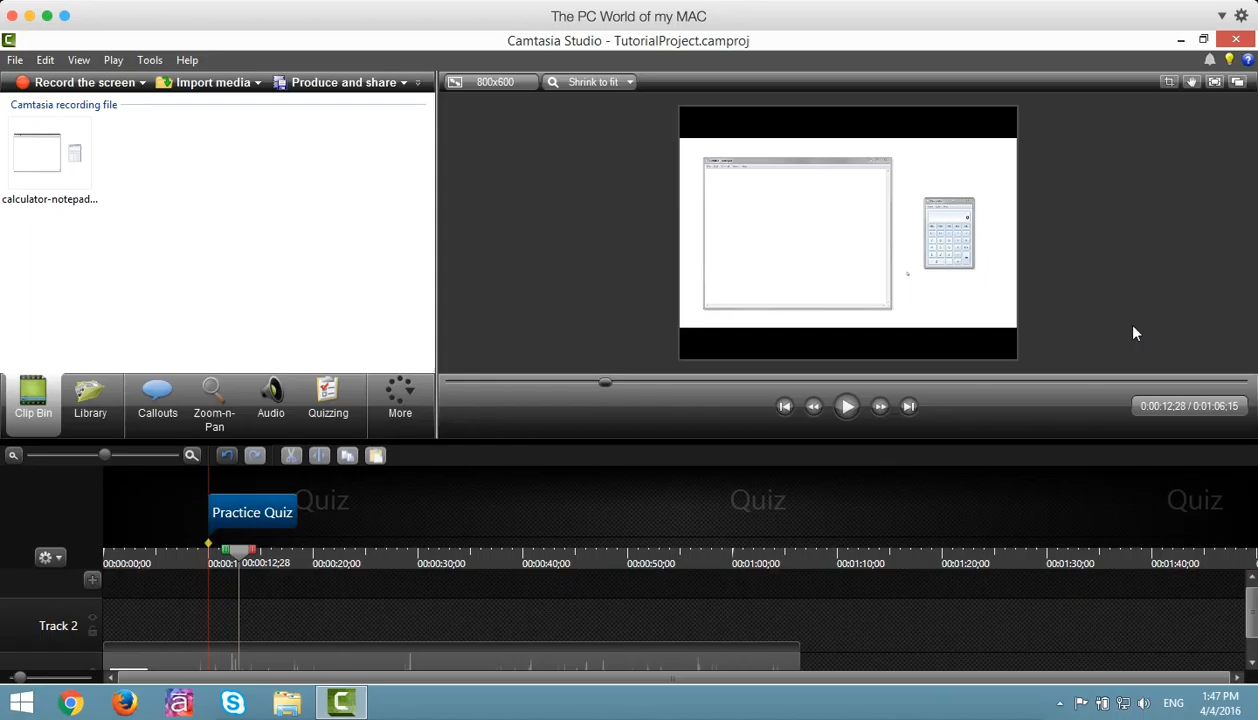 The PC World of my MAC
Camtasia Studio - TutorialProject.camproj
File Edit View Play Tools Help
Record the screen Import media Produce and share
800x600 Shrink to fit
Camtasia recording file
calculator-notepad...
Clip Bin Library Callouts Zoom-n-Pan Audio Quizzing More
0:00:12;28 / 0:01:06;15
Quiz Quiz Quiz
Practice Quiz
00:00:00;00 00:00:1 00:00:12;28 00:00:20;00 00:00:30;00 00:00:40;00 00:00:50;00 00:01:00;00 00:01:10;00 00:01:20;00 00:01:30;00 00:01:40;00
Track 2
ENG
1:47 PM
4/4/2016